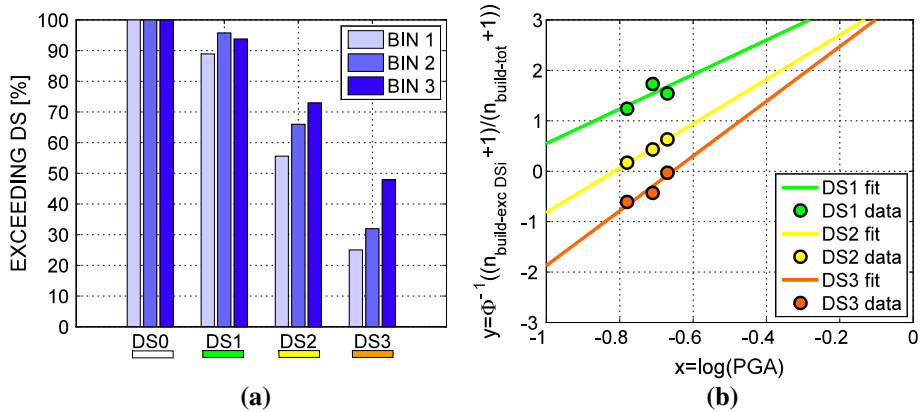 EXCEEDING DS [%]
100
90
80
70
60
50
40
30
20
10
0
BIN 1
BIN 2
BIN 3
DS0 DS1 DS2 DS3
(a)
y=Φ⁻¹((n_build-exc DSi +1)/(n_build-tot +1))
3
2
1
0
-1
-2
-3
DS1 fit
DS1 data
DS2 fit
DS2 data
DS3 fit
DS3 data
-1 -0.8 -0.6 -0.4 -0.2 0
x=log(PGA)
(b)